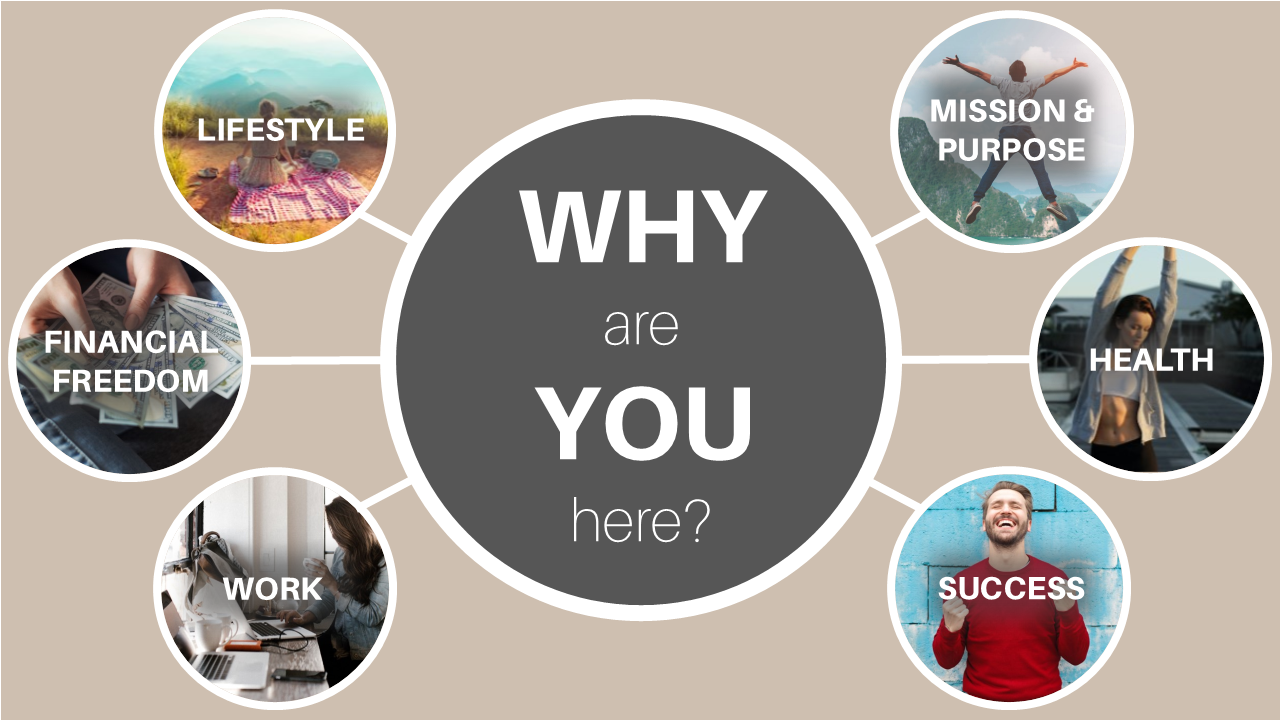 WHY
are
YOU
here?
LIFESTYLE
FINANCIAL
FREEDOM
WORK
MISSION &
PURPOSE
HEALTH
SUCCESS